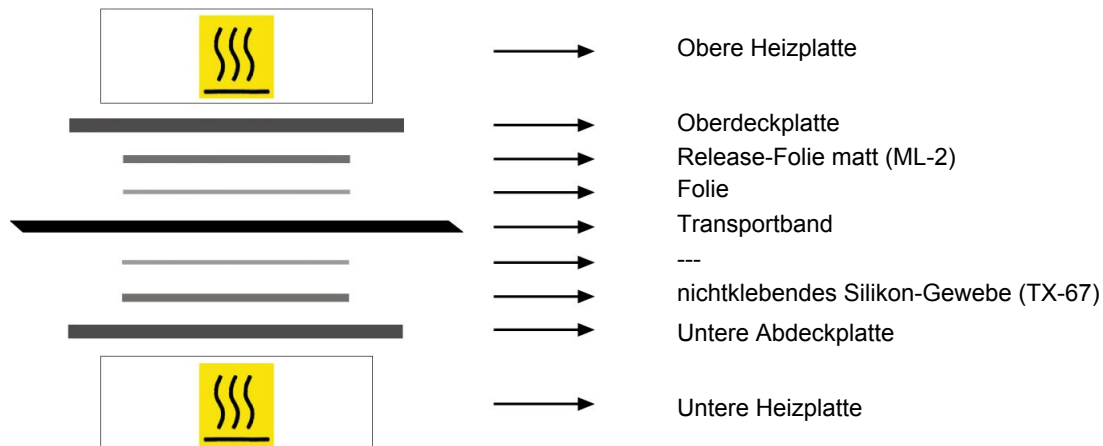 Obere Heizplatte
Oberdeckplatte
Release-Folie matt (ML-2)
Folie
Transportband
---
nichtklebendes Silikon-Gewebe (TX-67)
Untere Abdeckplatte
Untere Heizplatte